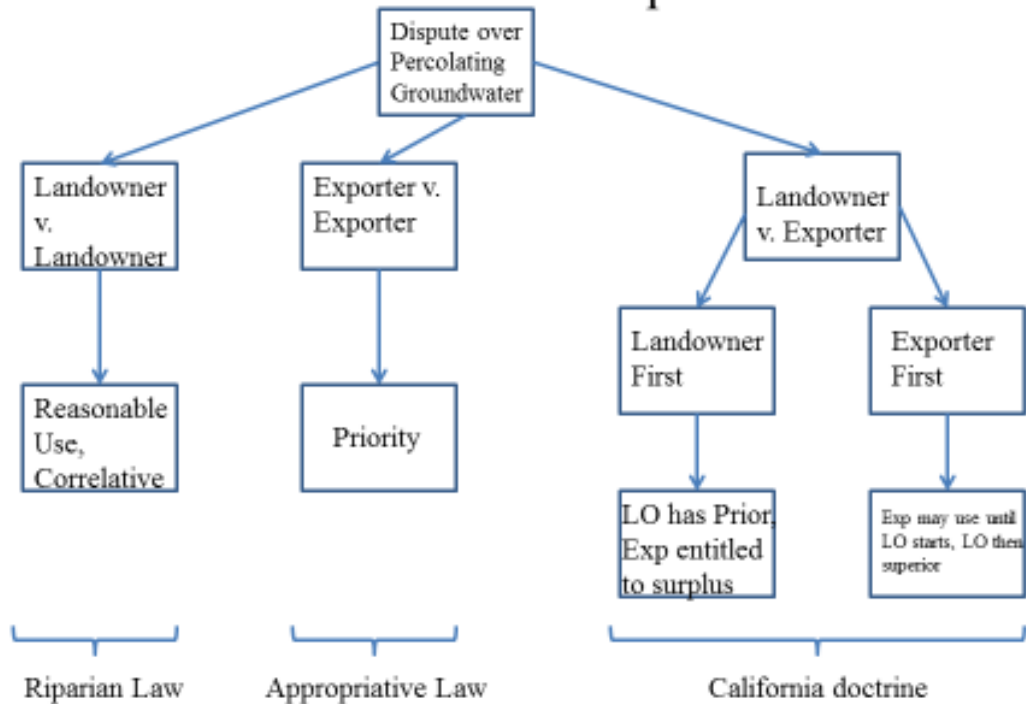 Dispute over
Percolating
Groundwater
Landowner
v.
Landowner
Exporter v.
Exporter
Landowner
v. Exporter
Landowner
First
Exporter
First
Reasonable
Use,
Correlative
Priority
LO has Prior,
Exp entitled
to surplus
Exp may use until
LO starts, LO then
superior
Riparian Law
Appropriative Law
California doctrine